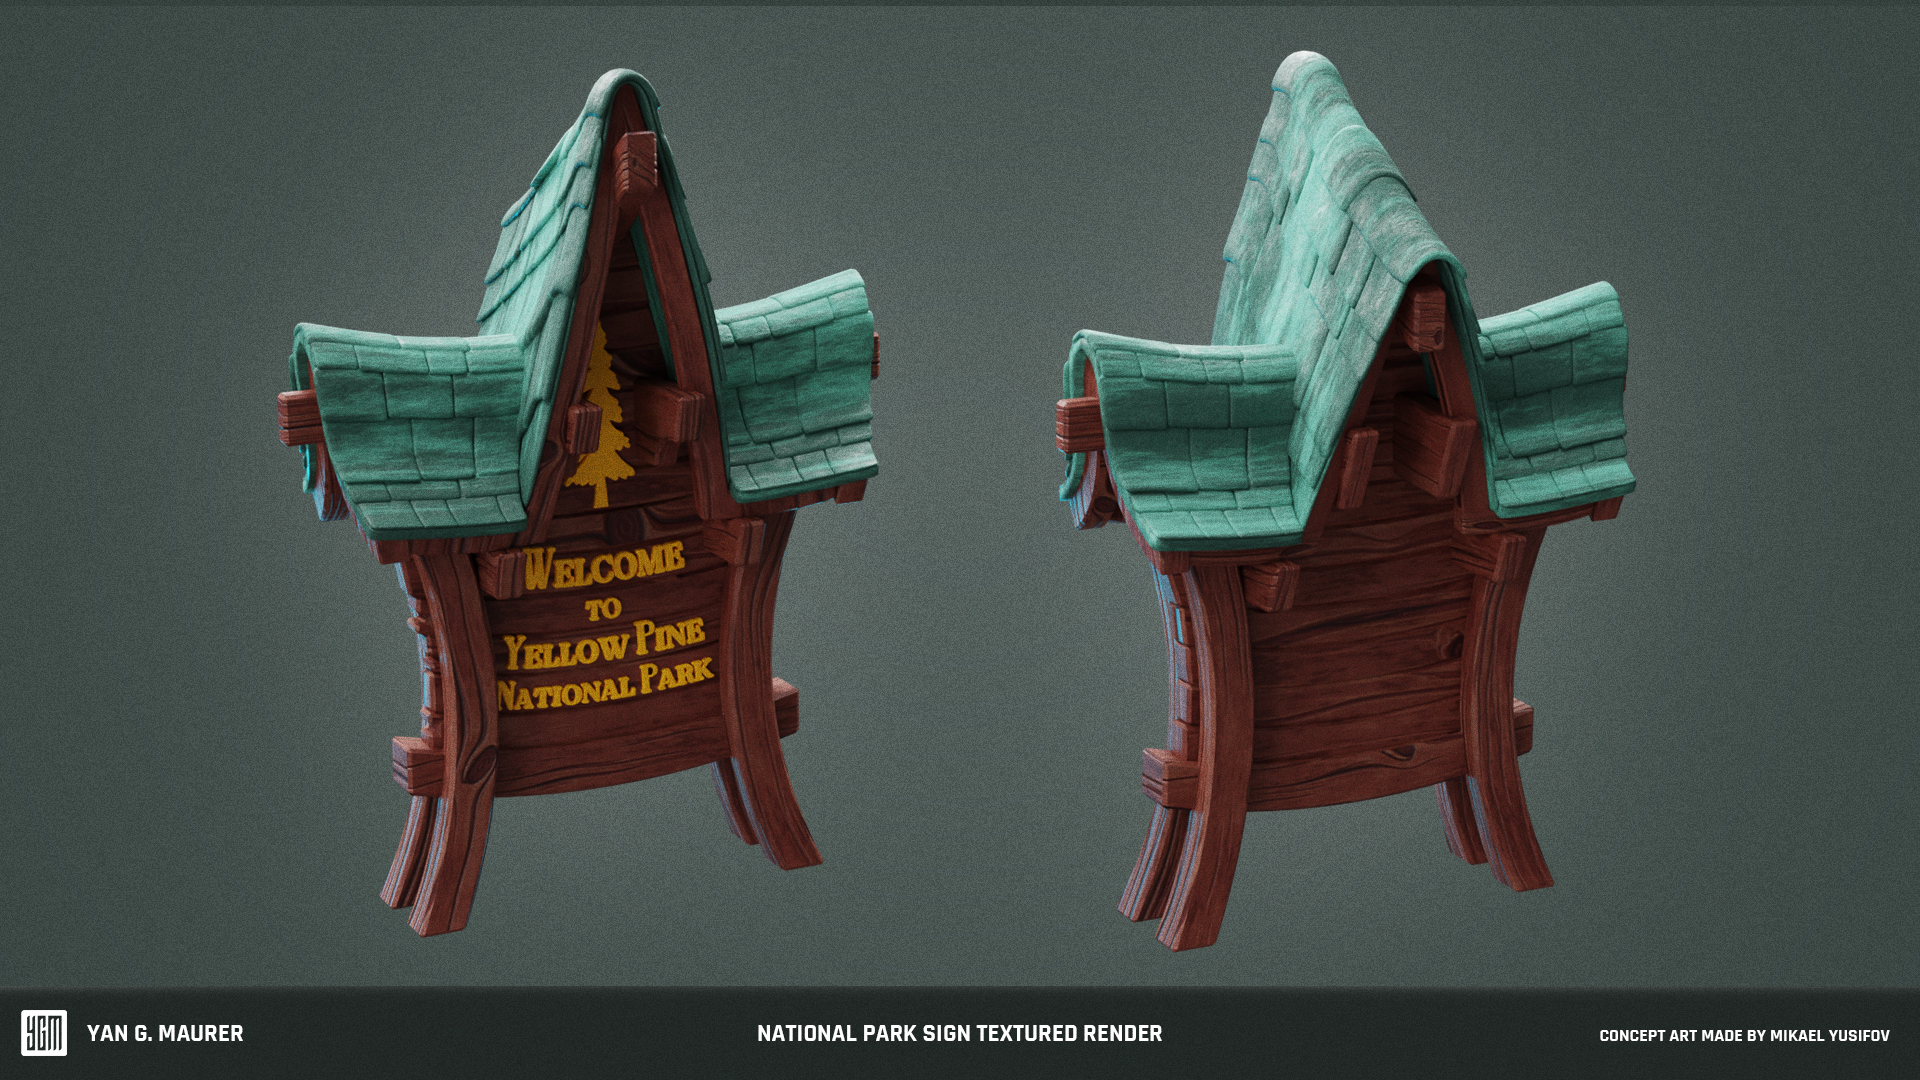 WELCOME
TO
YELLOW PINE
NATIONAL PARK
YGM
YAN G. MAURER
NATIONAL PARK SIGN TEXTURED RENDER
CONCEPT ART MADE BY MIKAEL YUSIFOV